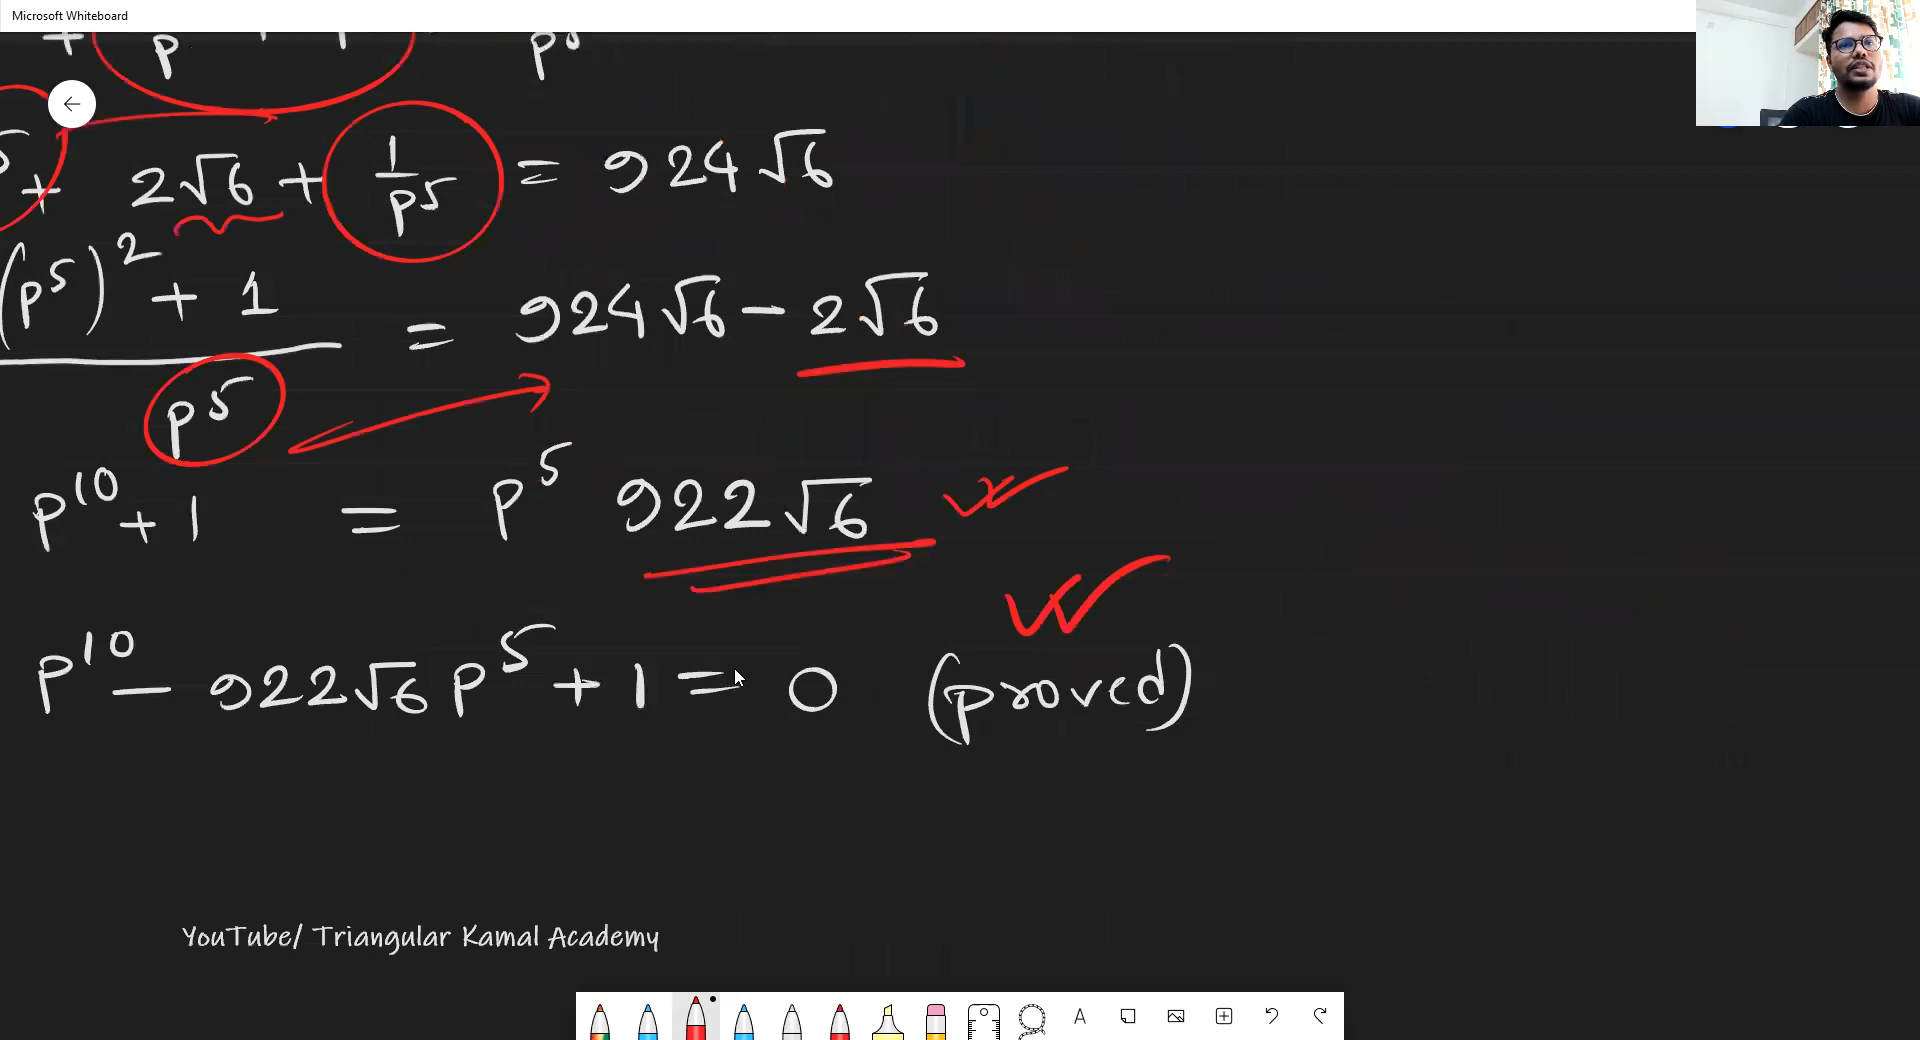 Microsoft Whiteboard
+ 2√6 + 1/p⁵ = 924√6
(p⁵)² + 1 / p⁵ = 924√6 − 2√6
p¹⁰ + 1 = p⁵ 922√6
p¹⁰ − 922√6 p⁵ + 1 = 0 (proved)
YouTube/ Triangular Kamal Academy